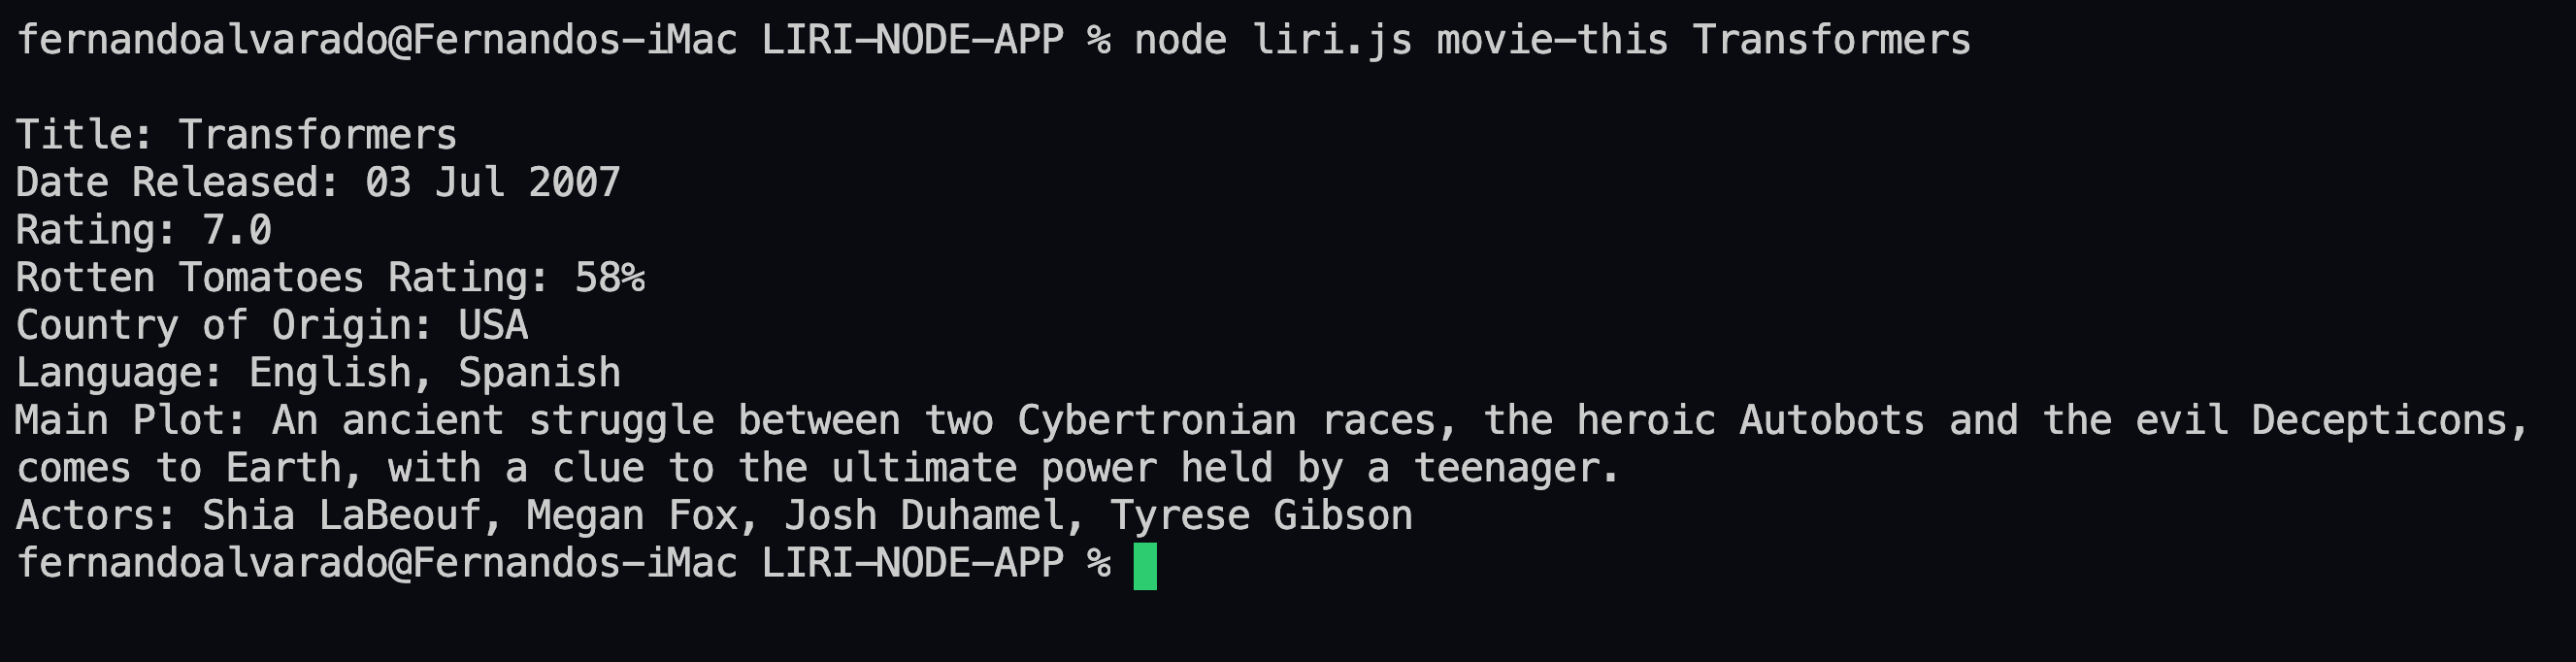 fernandoalvarado@Fernandos-iMac LIRI-NODE-APP % node liri.js movie-this Transformers
Title: Transformers
Date Released: 03 Jul 2007
Rating: 7.0
Rotten Tomatoes Rating: 58%
Country of Origin: USA
Language: English, Spanish
Main Plot: An ancient struggle between two Cybertronian races, the heroic Autobots and the evil Decepticons,
comes to Earth, with a clue to the ultimate power held by a teenager.
Actors: Shia LaBeouf, Megan Fox, Josh Duhamel, Tyrese Gibson
fernandoalvarado@Fernandos-iMac LIRI-NODE-APP %